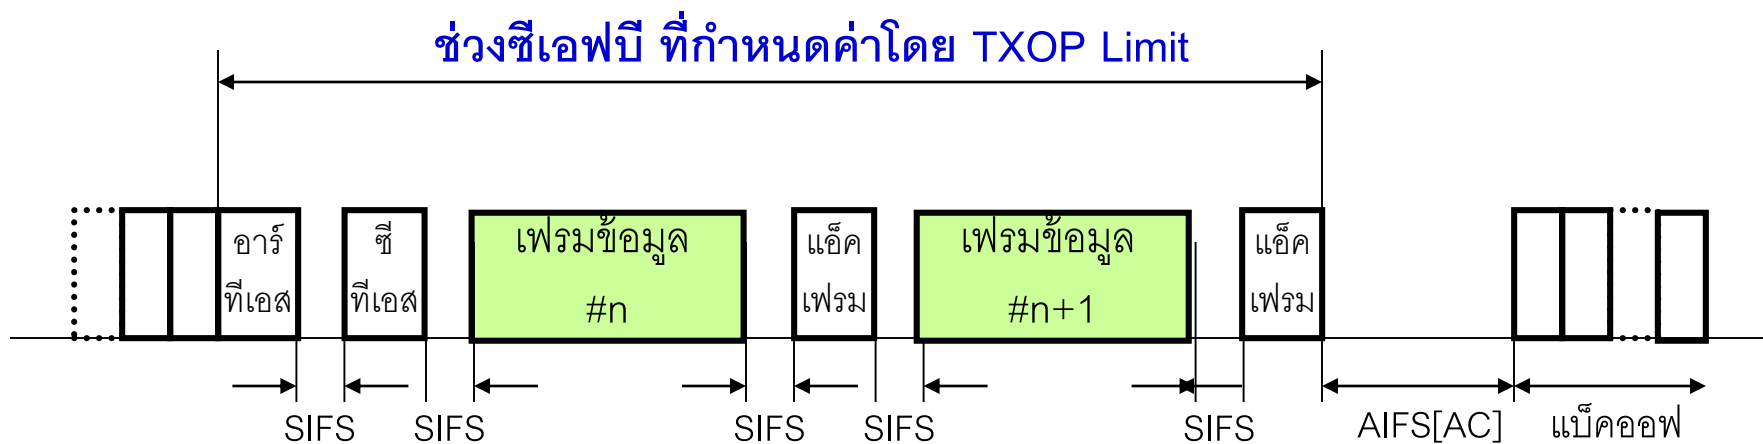 ช่วงซีเอฟบี ที่กำหนดค่าโดย TXOP Limit
อาร์
ทีเอส
ซี
ทีเอส
เฟรมข้อมูล
#n
แอ็ค
เฟรม
เฟรมข้อมูล
#n+1
แอ็ค
เฟรม
SIFS
SIFS
SIFS
SIFS
SIFS
AIFS[AC]
แบ็คออฟ